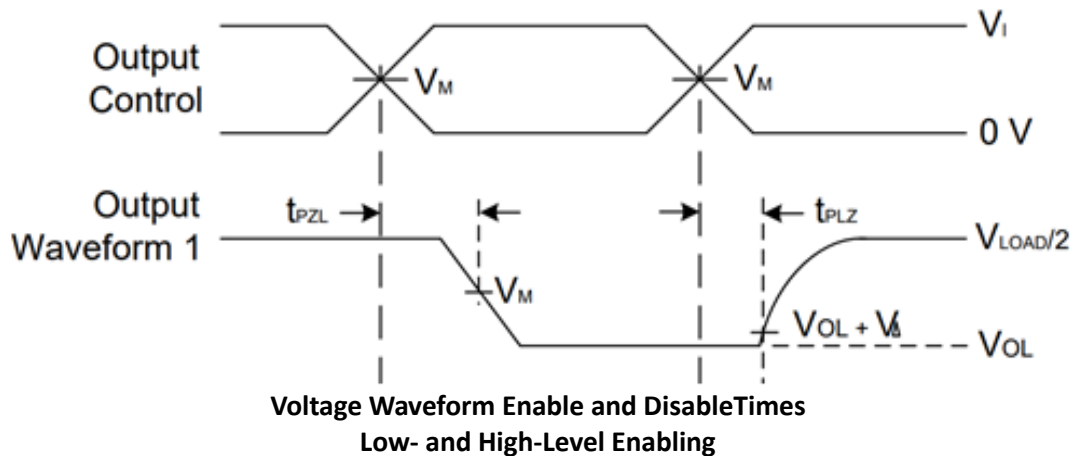 Output
Control
VM
VM
VI
0 V
Output
Waveform 1
tPZL
tPLZ
VM
VLOAD/2
VOL + VΔ
VOL
Voltage Waveform Enable and DisableTimes
Low- and High-Level Enabling